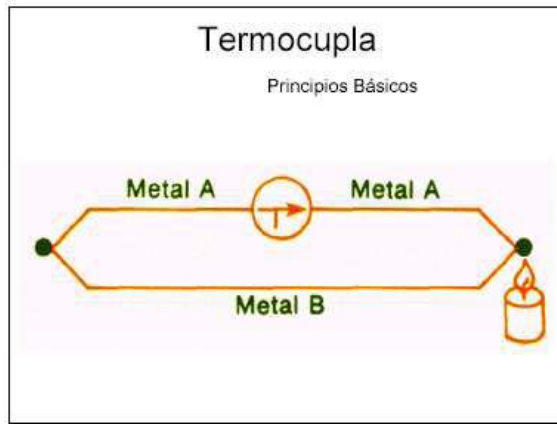 Termocupla
Principios Básicos
Metal A
Metal A
I
Metal B